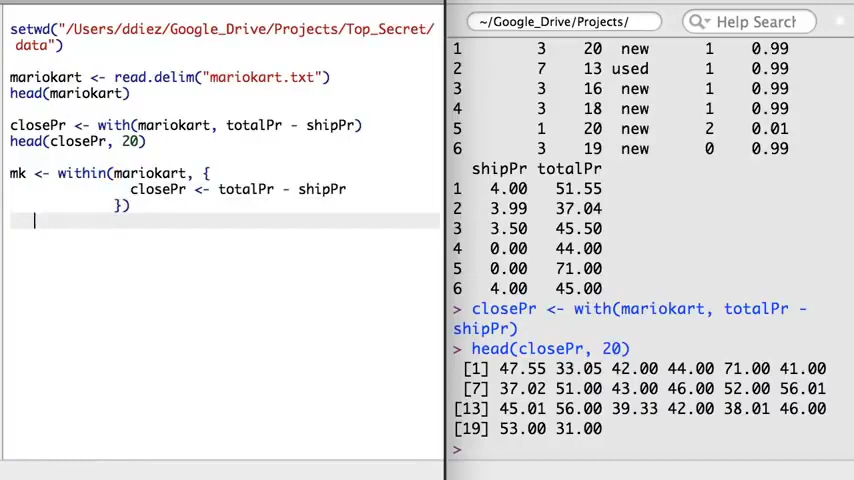 setwd("/Users/ddiez/Google_Drive/Projects/Top_Secret/
data")
mariokart <- read.delim("mariokart.txt")
head(mariokart)
closePr <- with(mariokart, totalPr - shipPr)
head(closePr, 20)
mk <- within(mariokart, {
closePr <- totalPr - shipPr
})
~/Google_Drive/Projects/
Help Search
1 3 20 new 1 0.99
2 7 13 used 1 0.99
3 3 16 new 1 0.99
4 3 18 new 1 0.99
5 1 20 new 2 0.01
6 3 19 new 0 0.99
shipPr totalPr
1 4.00 51.55
2 3.99 37.04
3 3.50 45.50
4 0.00 44.00
5 0.00 71.00
6 4.00 45.00
> closePr <- with(mariokart, totalPr -
shipPr)
> head(closePr, 20)
[1] 47.55 33.05 42.00 44.00 71.00 41.00
[7] 37.02 51.00 43.00 46.00 52.00 56.01
[13] 45.01 56.00 39.33 42.00 38.01 46.00
[19] 53.00 31.00
>